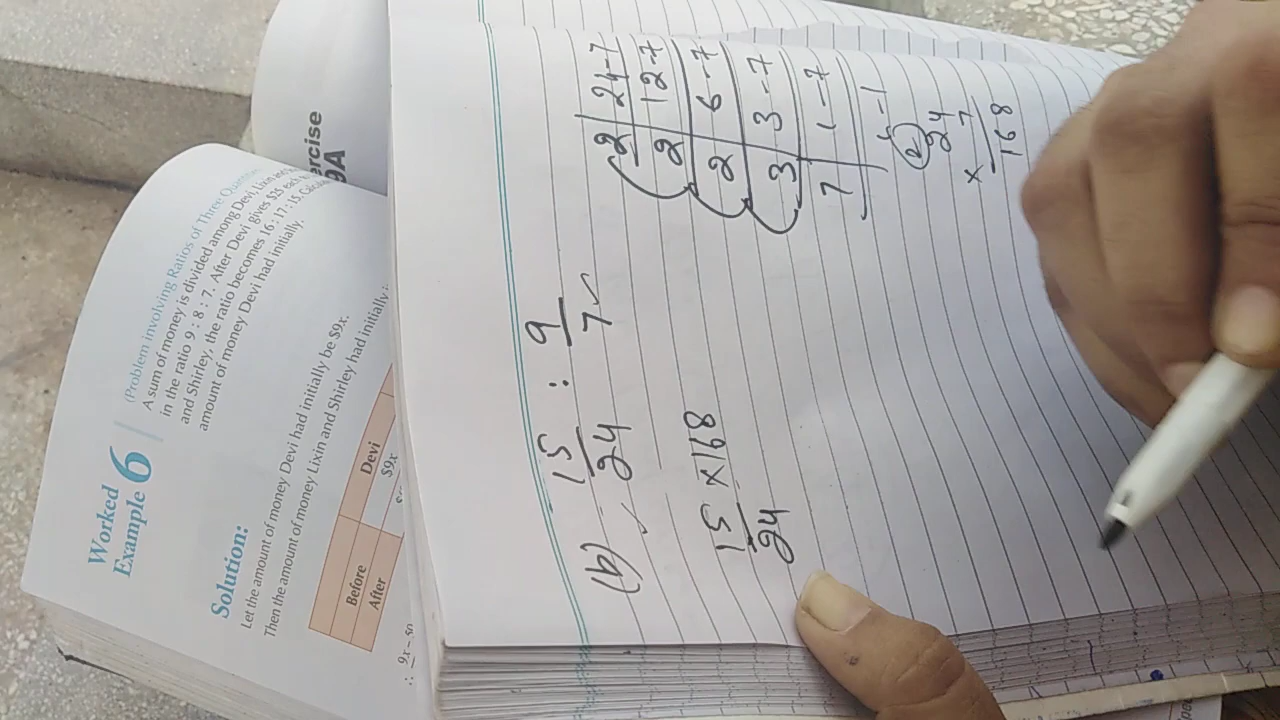 Exercise
9A
Worked
Example 6
(Problem involving Ratios of Three Quan
A sum of money is divided among Devi, Lixin and
in the ratio 9 : 8 : 7. After Devi gives $25 each
and Shirley, the ratio becomes 16 : 17 : 15. Calcul
amount of money Devi had initially.
Solution:
Let the amount of money Devi had initially be $9x.
Then the amount of money Lixin and Shirley had initially
Devi
Before $9x
After
∴ 9x − 50
(b) 15/24 : 9/7
15/24 × 168
2 | 24 - 7
2 | 12 - 7
2 | 6 - 7
3 | 3 - 7
7 | 1 - 7
1 - 1
24
× 7
168